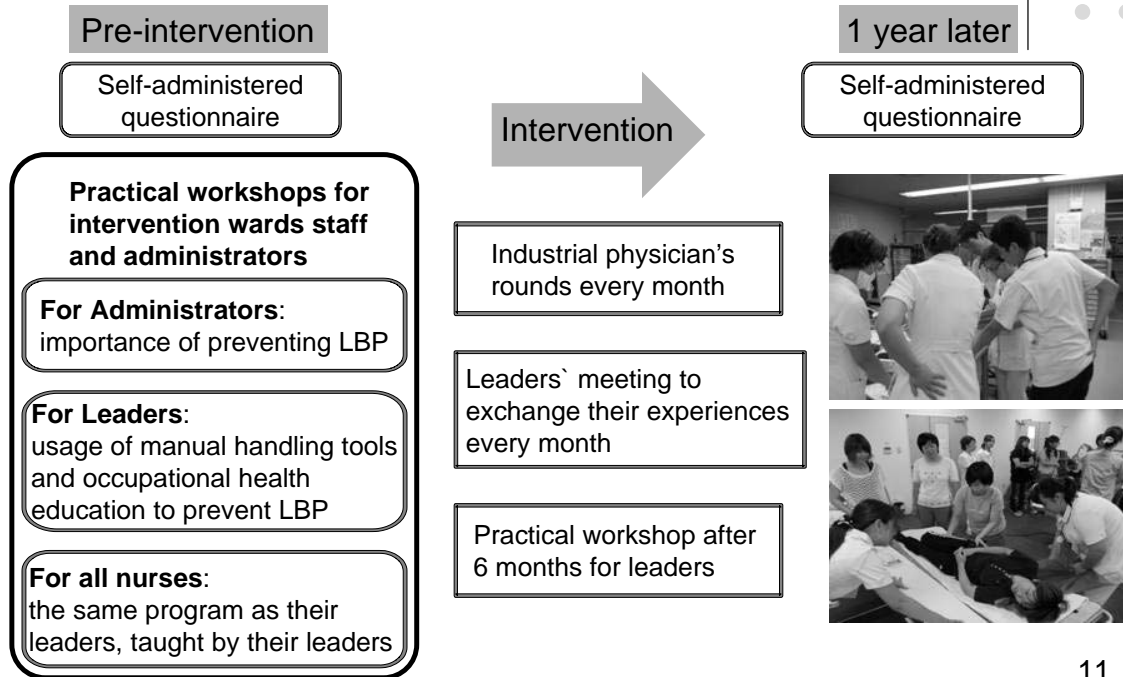 Pre-intervention
Self-administered
questionnaire
Practical workshops for
intervention wards staff
and administrators
For Administrators:
importance of preventing LBP
For Leaders:
usage of manual handling tools
and occupational health
education to prevent LBP
For all nurses:
the same program as their
leaders, taught by their leaders
Intervention
Industrial physician’s
rounds every month
Leaders` meeting to
exchange their experiences
every month
Practical workshop after
6 months for leaders
1 year later
Self-administered
questionnaire
11